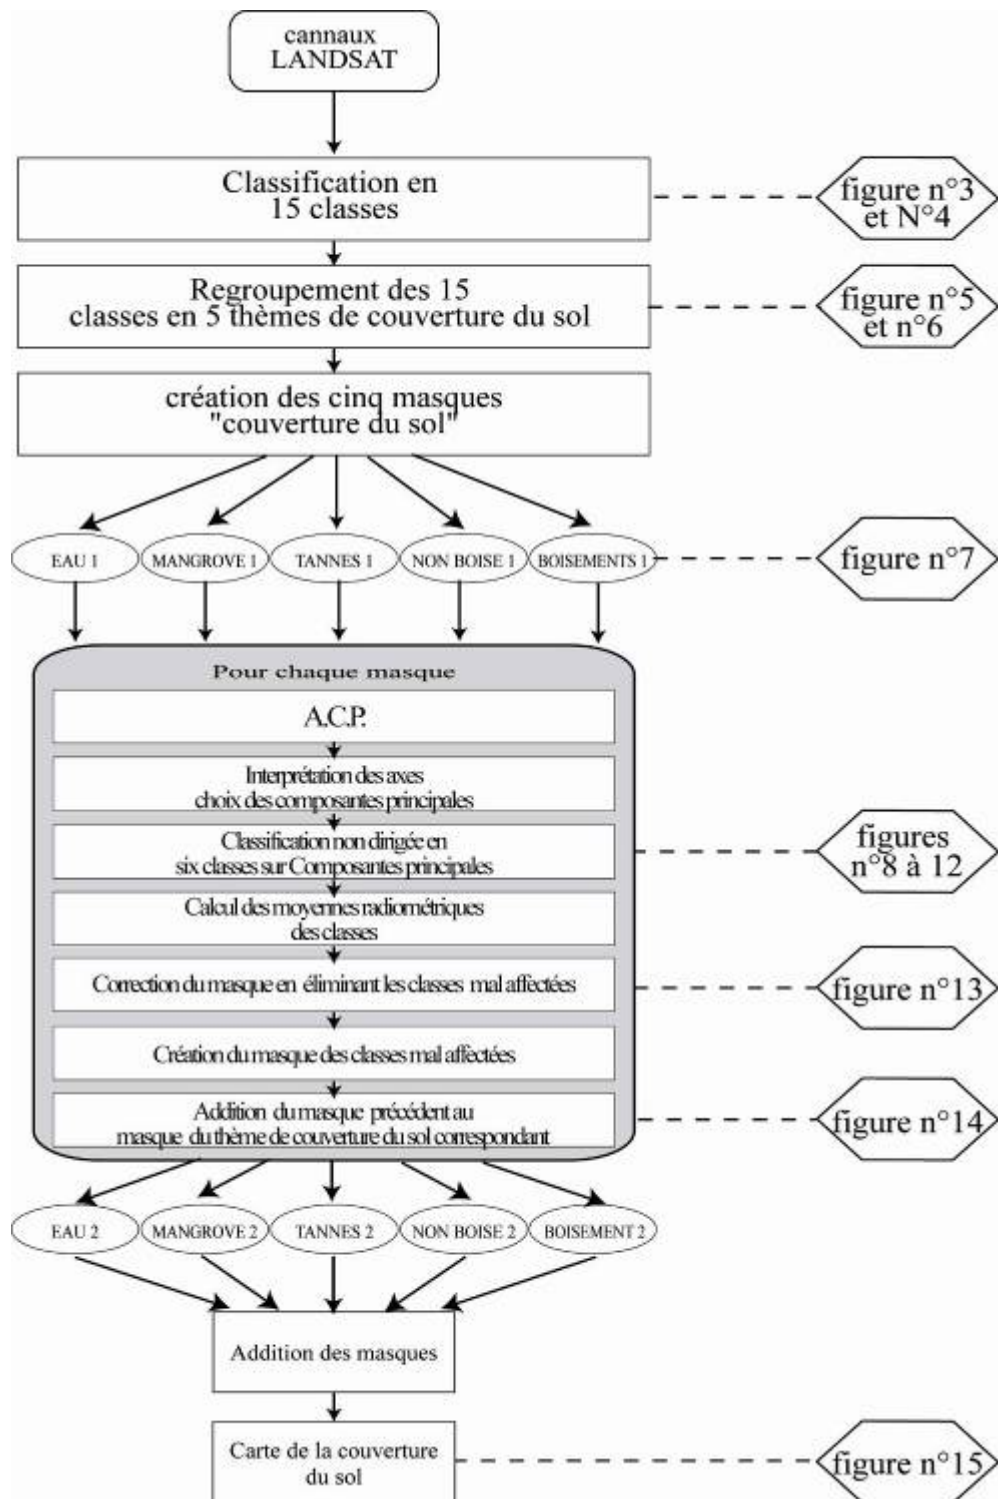 cannaux
LANDSAT
Classification en
15 classes
figure n°3
et N°4
Regroupement des 15
classes en 5 thèmes de couverture du sol
figure n°5
et n°6
création des cinq masques
"couverture du sol"
EAU 1
MANGROVE 1
TANNES 1
NON BOISE 1
BOISEMENTS 1
figure n°7
Pour chaque masque
A.C.P.
Interprétation des axes
choix des composantes principales
Classification non dirigée en
six classes sur Composantes principales
figures
n°8 à 12
Calcul des moyennes radiométriques
des classes
Correction du masque en éliminant les classes mal affectées
figure n°13
Création du masque des classes mal affectées
Addition du masque précédent au
masque du thème de couverture du sol correspondant
figure n°14
EAU 2
MANGROVE 2
TANNES 2
NON BOISE 2
BOISEMENT 2
Addition des masques
Carte de la couverture
du sol
figure n°15